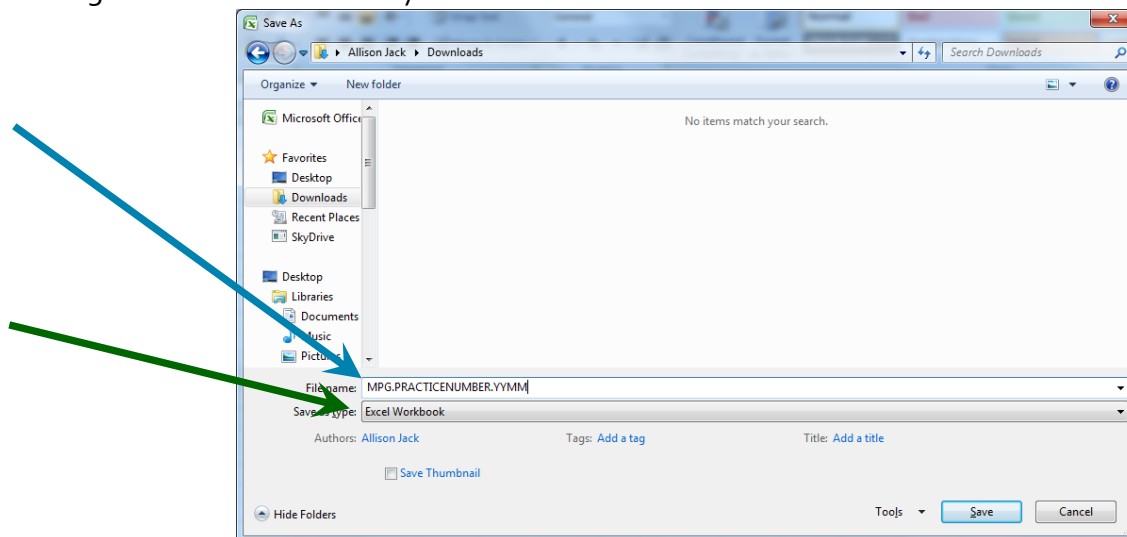 Save As
Allison Jack Downloads
Search Downloads
Organize New folder
Microsoft Office
No items match your search.
Favorites
Desktop
Downloads
Recent Places
SkyDrive
Desktop
Libraries
Documents
Music
Pictures
File name: MPG.PRACTICENUMBER.YYMM
Save as type: Excel Workbook
Authors: Allison Jack Tags: Add a tag Title: Add a title
Save Thumbnail
Hide Folders Tools Save Cancel